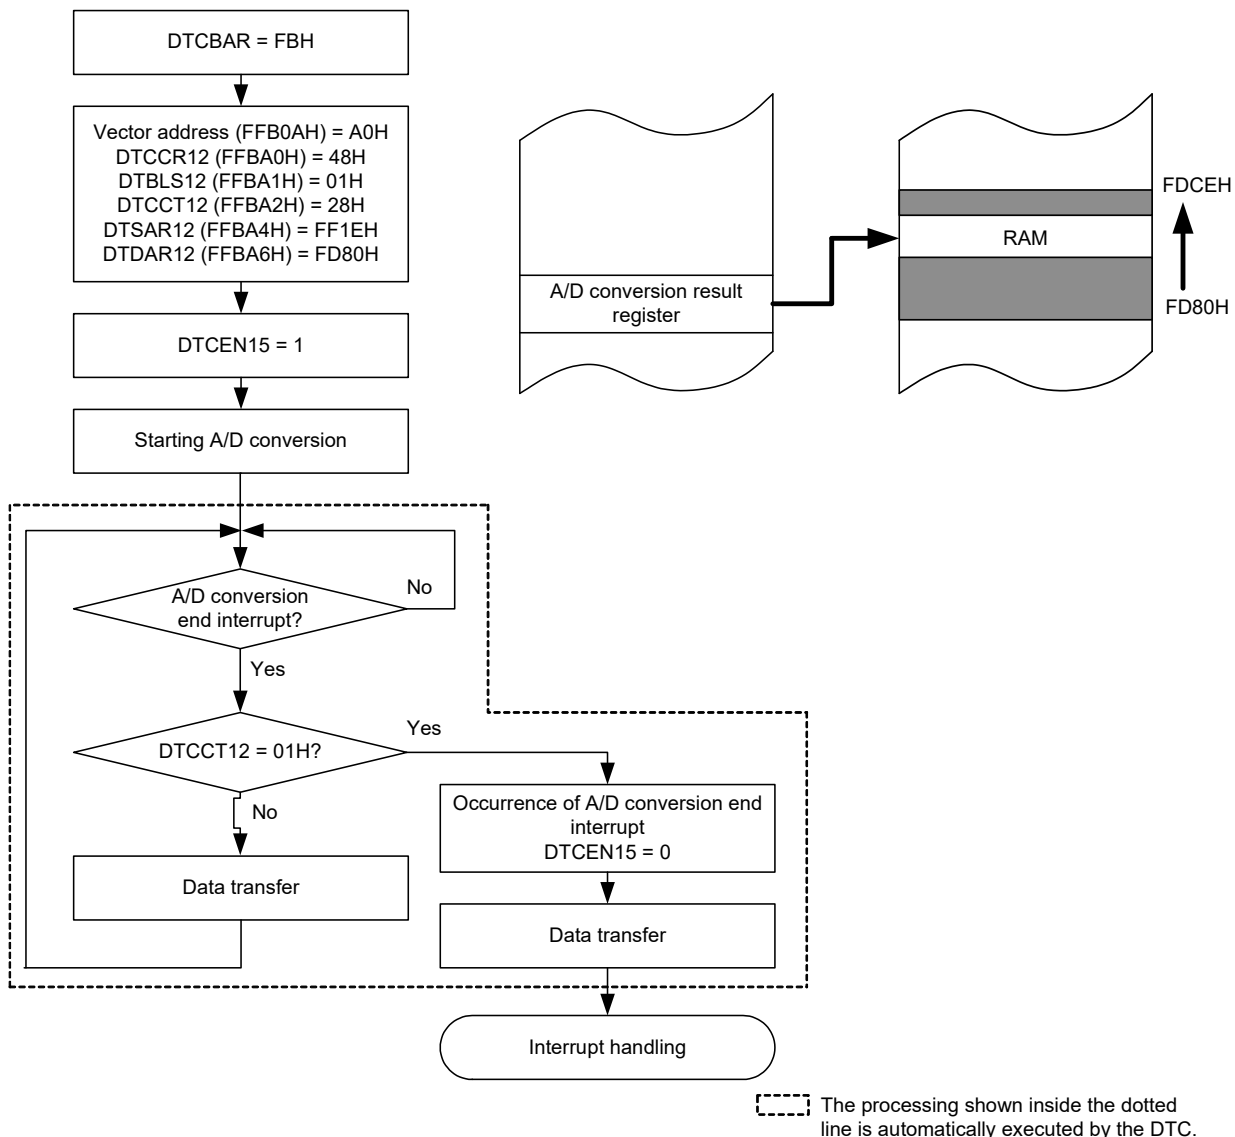 DTCBAR = FBH
Vector address (FFB0AH) = A0H
DTCCR12 (FFBA0H) = 48H
DTBLS12 (FFBA1H) = 01H
DTCCT12 (FFBA2H) = 28H
DTSAR12 (FFBA4H) = FF1EH
DTDAR12 (FFBA6H) = FD80H
DTCEN15 = 1
Starting A/D conversion
A/D conversion
end interrupt?
No
Yes
DTCCT12 = 01H?
Yes
No
Data transfer
Occurrence of A/D conversion end
interrupt
DTCEN15 = 0
Data transfer
Interrupt handling
A/D conversion result
register
RAM
FDCEH
FD80H
The processing shown inside the dotted
line is automatically executed by the DTC.